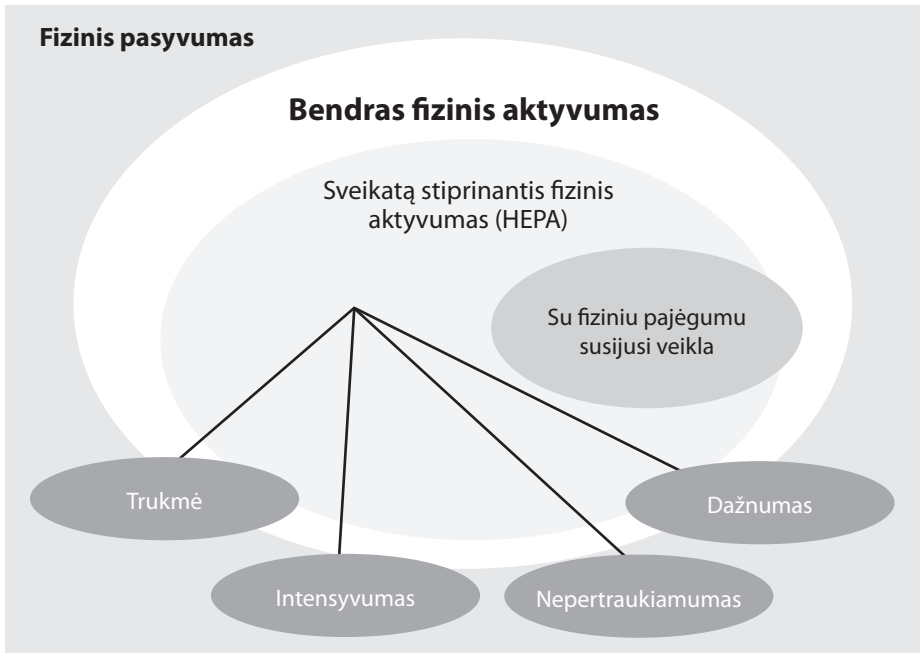 Fizinis pasyvumas
Bendras fizinis aktyvumas
Sveikatą stiprinantis fizinis
aktyvumas (HEPA)
Su fiziniu pajėgumu
susijusi veikla
Trukmė
Dažnumas
Intensyvumas
Nepertraukiamumas